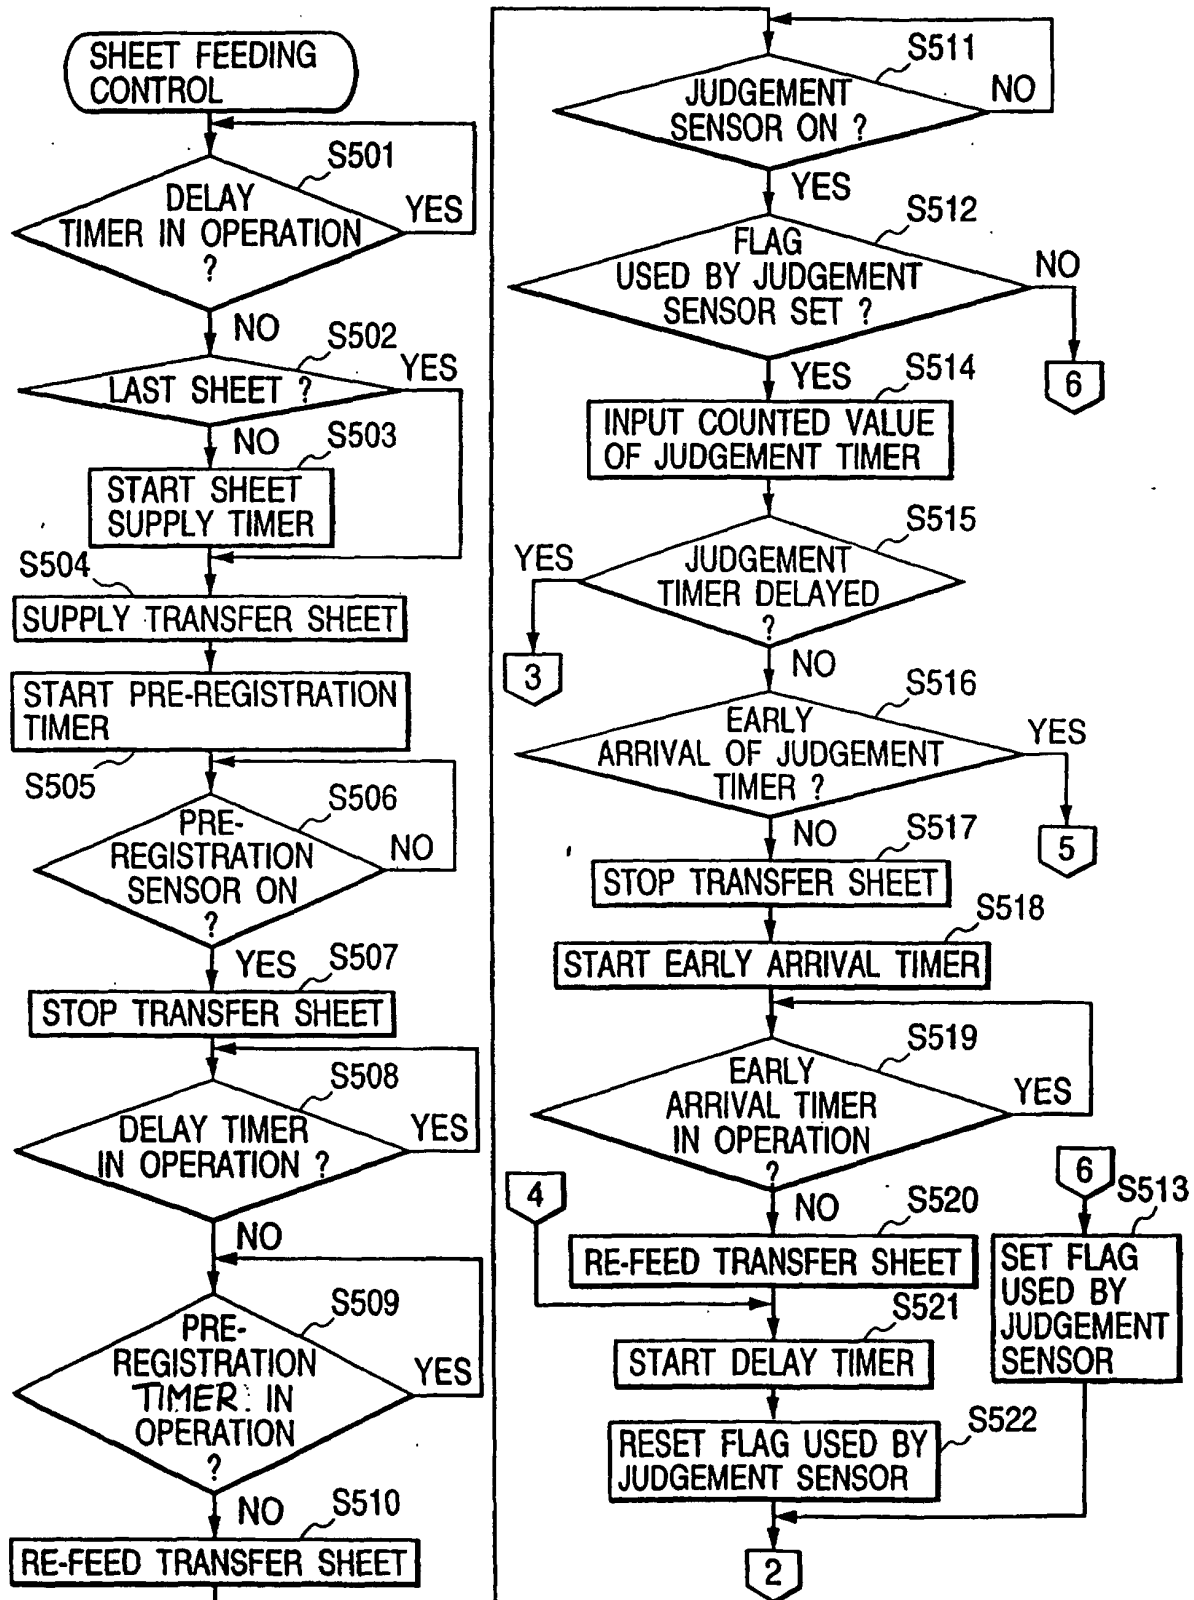 SHEET FEEDING
CONTROL
S501
DELAY
TIMER IN OPERATION
?
YES
NO
S502
LAST SHEET ?
YES
NO
S503
START SHEET
SUPPLY TIMER
S504
SUPPLY TRANSFER SHEET
START PRE-REGISTRATION
TIMER
S505
S506
PRE-
REGISTRATION
SENSOR ON
?
NO
YES
S507
STOP TRANSFER SHEET
S508
DELAY TIMER
IN OPERATION ?
YES
NO
S509
PRE-
REGISTRATION
TIMER IN
OPERATION
?
YES
NO
S510
RE-FEED TRANSFER SHEET
S511
JUDGEMENT
SENSOR ON ?
NO
YES
S512
FLAG
USED BY JUDGEMENT
SENSOR SET ?
NO
6
YES
S514
INPUT COUNTED VALUE
OF JUDGEMENT TIMER
S515
JUDGEMENT
TIMER DELAYED
?
YES
3
NO
S516
EARLY
ARRIVAL OF JUDGEMENT
TIMER ?
YES
5
NO
S517
STOP TRANSFER SHEET
S518
START EARLY ARRIVAL TIMER
S519
EARLY
ARRIVAL TIMER
IN OPERATION
?
YES
4
NO
S520
RE-FEED TRANSFER SHEET
6
S513
SET FLAG
USED BY
JUDGEMENT
SENSOR
S521
START DELAY TIMER
S522
RESET FLAG USED BY
JUDGEMENT SENSOR
2